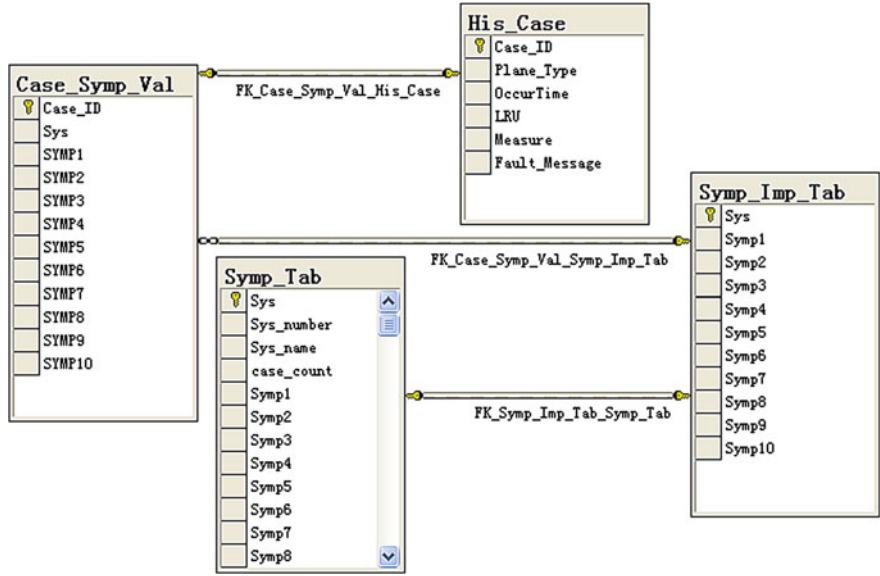 His_Case
Case_ID
Plane_Type
OccurTime
LRU
Measure
Fault_Message
Case_Symp_Val
Case_ID
Sys
SYMP1
SYMP2
SYMP3
SYMP4
SYMP5
SYMP6
SYMP7
SYMP8
SYMP9
SYMP10
FK_Case_Symp_Val_His_Case
Symp_Imp_Tab
Sys
Symp1
Symp2
Symp3
Symp4
Symp5
Symp6
Symp7
Symp8
Symp9
Symp10
FK_Case_Symp_Val_Symp_Imp_Tab
Symp_Tab
Sys
Sys_number
Sys_name
case_count
Symp1
Symp2
Symp3
Symp4
Symp5
Symp6
Symp7
Symp8
FK_Symp_Imp_Tab_Symp_Tab